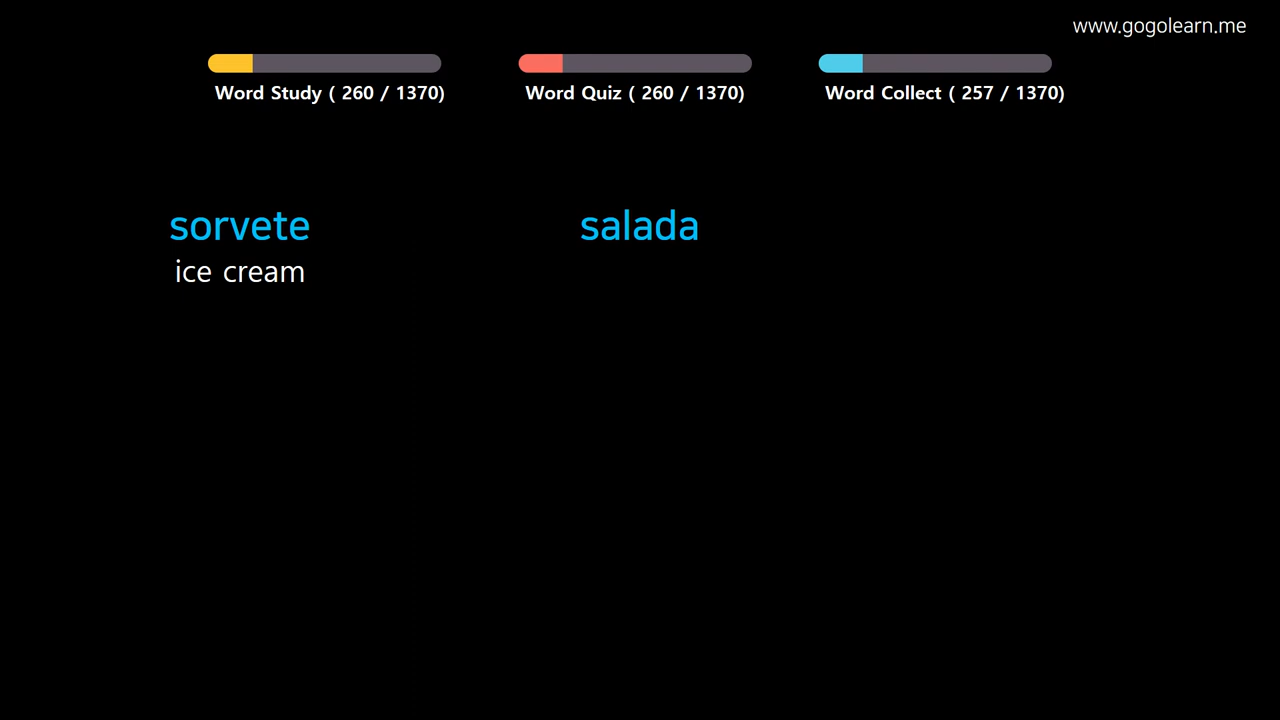 www.gogolearn.me
Word Study ( 260 / 1370)
Word Quiz ( 260 / 1370)
Word Collect ( 257 / 1370)
sorvete
ice cream
salada